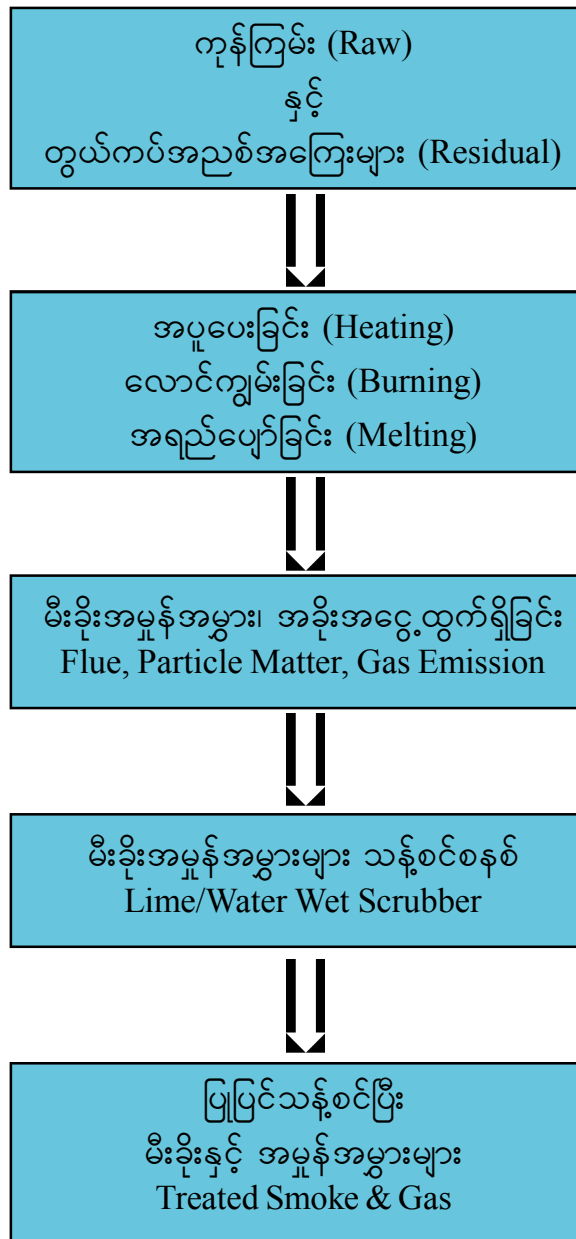 ကုန်ကြမ်း (Raw)
နှင့်
တွယ်ကပ်အညစ်အကြေးများ (Residual)
အပူပေးခြင်း (Heating)
လောင်ကျွမ်းခြင်း (Burning)
အရည်ပျော်ခြင်း (Melting)
မီးခိုးအမှုန်အမွှား၊ အခိုးအငွေ့ထွက်ရှိခြင်း
Flue, Particle Matter, Gas Emission
မီးခိုးအမှုန်အမွှားများ သန့်စင်စနစ်
Lime/Water Wet Scrubber
ပြုပြင်သန့်စင်ပြီး
မီးခိုးနှင့် အမှုန်အမွှားများ
Treated Smoke & Gas